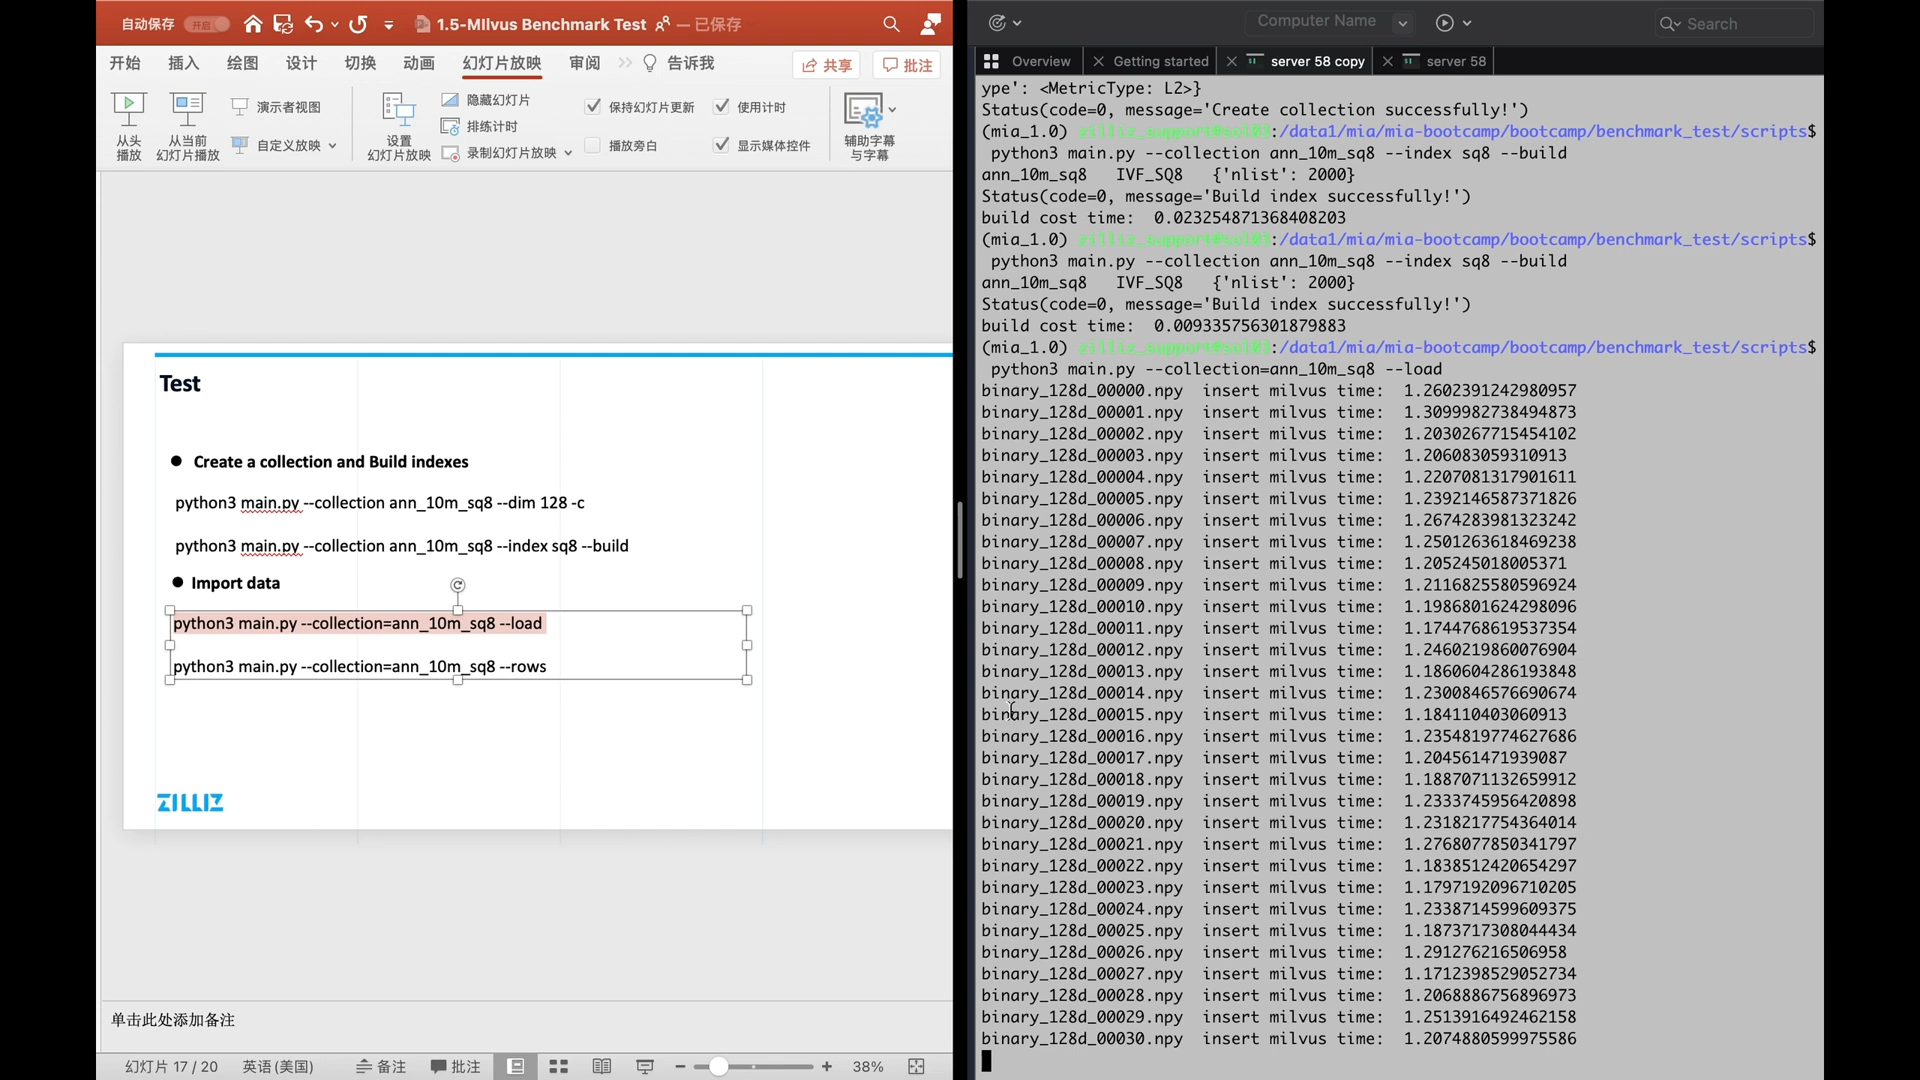 自动保存 开启 1.5-MIlvus Benchmark Test — 已保存
开始 插入 绘图 设计 切换 动画 幻灯片放映 审阅 告诉我 共享 批注
从头播放
从当前幻灯片播放
演示者视图
自定义放映
设置幻灯片放映
隐藏幻灯片
排练计时
录制幻灯片放映
保持幻灯片更新
播放旁白
使用计时
显示媒体控件
辅助字幕与字幕
Test
Create a collection and Build indexes
python3 main.py --collection ann_10m_sq8 --dim 128 -c
python3 main.py --collection ann_10m_sq8 --index sq8 --build
Import data
python3 main.py --collection=ann_10m_sq8 --load
python3 main.py --collection=ann_10m_sq8 --rows
ZILLIZ
单击此处添加备注
幻灯片 17 / 20 英语(美国) 备注 批注 38%
Computer Name Search
Overview Getting started server 58 copy server 58
ype': <MetricType: L2>}
Status(code=0, message='Create collection successfully!')
(mia_1.0) zilliz_support@sol03:/data1/mia/mia-bootcamp/bootcamp/benchmark_test/scripts$
python3 main.py --collection ann_10m_sq8 --index sq8 --build
ann_10m_sq8 IVF_SQ8 {'nlist': 2000}
Status(code=0, message='Build index successfully!')
build cost time: 0.023254871368408203
(mia_1.0) zilliz_support@sol03:/data1/mia/mia-bootcamp/bootcamp/benchmark_test/scripts$
python3 main.py --collection ann_10m_sq8 --index sq8 --build
ann_10m_sq8 IVF_SQ8 {'nlist': 2000}
Status(code=0, message='Build index successfully!')
build cost time: 0.009335756301879883
(mia_1.0) zilliz_support@sol03:/data1/mia/mia-bootcamp/bootcamp/benchmark_test/scripts$
python3 main.py --collection=ann_10m_sq8 --load
binary_128d_00000.npy insert milvus time: 1.2602391242980957
binary_128d_00001.npy insert milvus time: 1.3099982738494873
binary_128d_00002.npy insert milvus time: 1.2030267715454102
binary_128d_00003.npy insert milvus time: 1.206083059310913
binary_128d_00004.npy insert milvus time: 1.2207081317901611
binary_128d_00005.npy insert milvus time: 1.2392146587371826
binary_128d_00006.npy insert milvus time: 1.2674283981323242
binary_128d_00007.npy insert milvus time: 1.2501263618469238
binary_128d_00008.npy insert milvus time: 1.205245018005371
binary_128d_00009.npy insert milvus time: 1.2116825580596924
binary_128d_00010.npy insert milvus time: 1.1986801624298096
binary_128d_00011.npy insert milvus time: 1.1744768619537354
binary_128d_00012.npy insert milvus time: 1.2460219860076904
binary_128d_00013.npy insert milvus time: 1.1860604286193848
binary_128d_00014.npy insert milvus time: 1.2300846576690674
binary_128d_00015.npy insert milvus time: 1.184110403060913
binary_128d_00016.npy insert milvus time: 1.2354819774627686
binary_128d_00017.npy insert milvus time: 1.204561471939087
binary_128d_00018.npy insert milvus time: 1.1887071132659912
binary_128d_00019.npy insert milvus time: 1.2333745956420898
binary_128d_00020.npy insert milvus time: 1.2318217754364014
binary_128d_00021.npy insert milvus time: 1.2768077850341797
binary_128d_00022.npy insert milvus time: 1.1838512420654297
binary_128d_00023.npy insert milvus time: 1.1797192096710205
binary_128d_00024.npy insert milvus time: 1.2338714599609375
binary_128d_00025.npy insert milvus time: 1.1873717308044434
binary_128d_00026.npy insert milvus time: 1.291276216506958
binary_128d_00027.npy insert milvus time: 1.1712398529052734
binary_128d_00028.npy insert milvus time: 1.2068886756896973
binary_128d_00029.npy insert milvus time: 1.2513916492462158
binary_128d_00030.npy insert milvus time: 1.2074880599975586